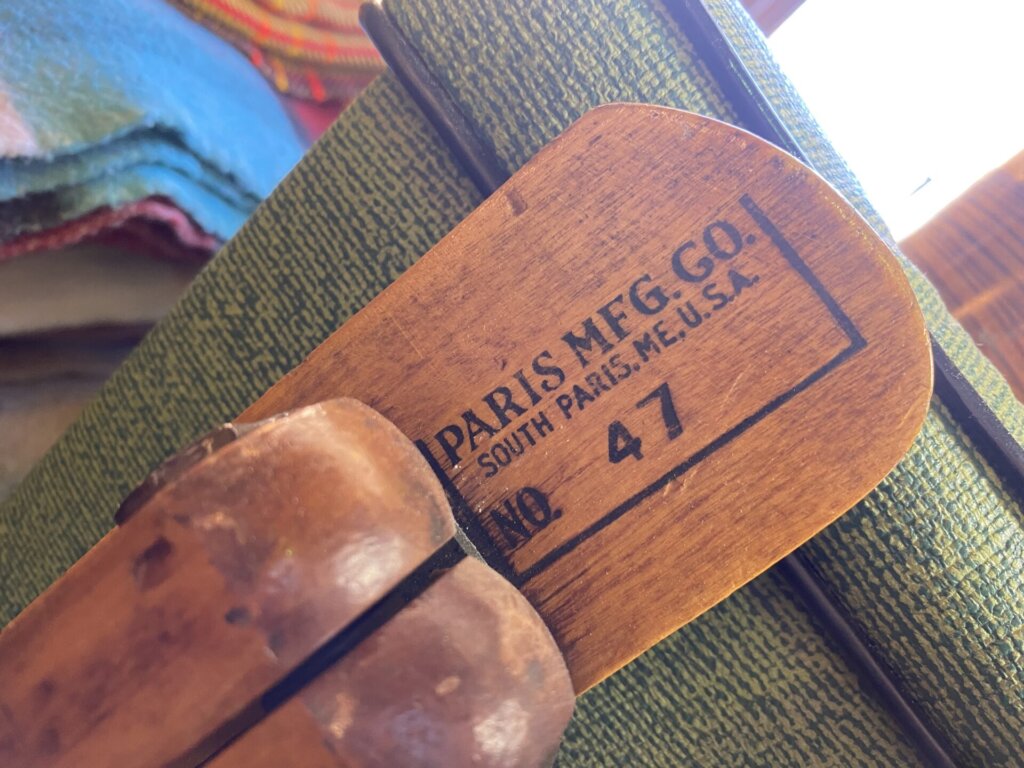 PARIS MFG. CO.
SOUTH PARIS, ME, U.S.A.
NO. 47